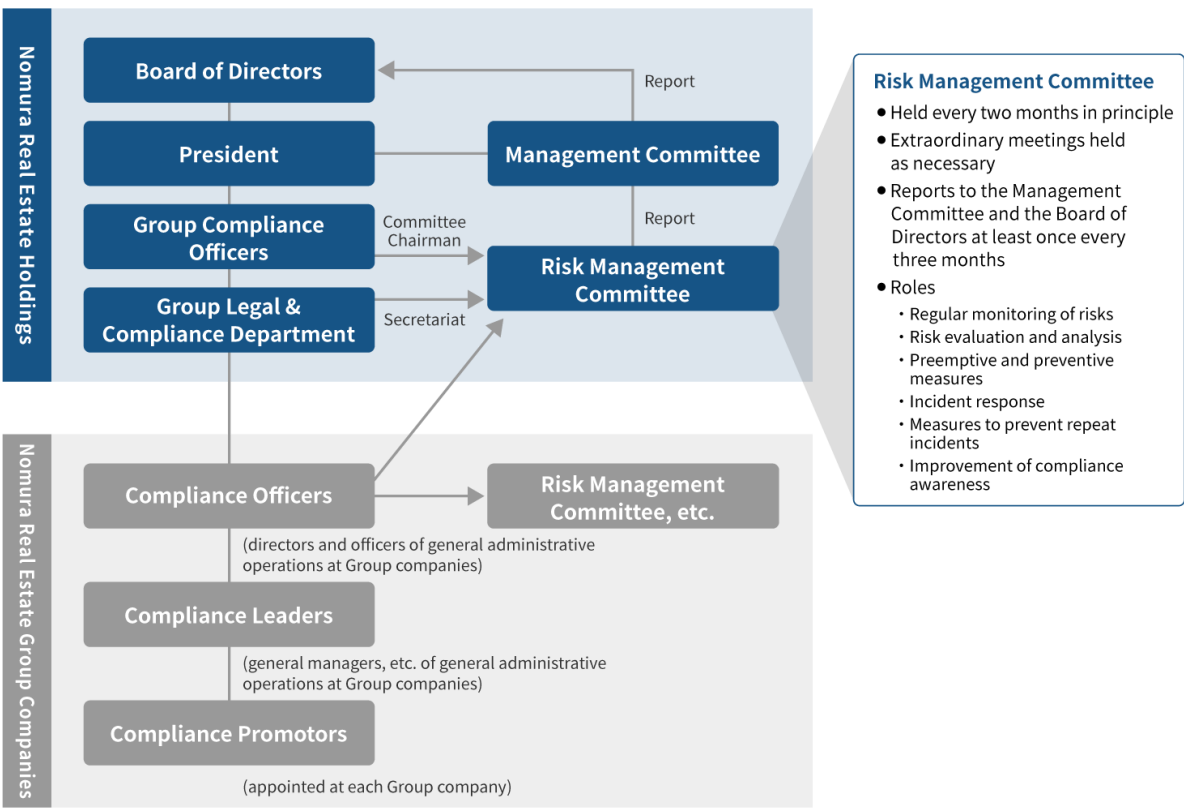 Nomura Real Estate Holdings
Board of Directors
Report
President
Management Committee
Group Compliance
Officers
Committee
Chairman
Report
Risk Management
Committee
Group Legal &
Compliance Department
Secretariat
Risk Management Committee
● Held every two months in principle
● Extraordinary meetings held
as necessary
● Reports to the Management
Committee and the Board of
Directors at least once every
three months
● Roles
・Regular monitoring of risks
・Risk evaluation and analysis
・Preemptive and preventive
measures
・Incident response
・Measures to prevent repeat
incidents
・Improvement of compliance
awareness
Nomura Real Estate Group Companies
Compliance Officers
Risk Management
Committee, etc.
(directors and officers of general administrative
operations at Group companies)
Compliance Leaders
(general managers, etc. of general administrative
operations at Group companies)
Compliance Promotors
(appointed at each Group company)